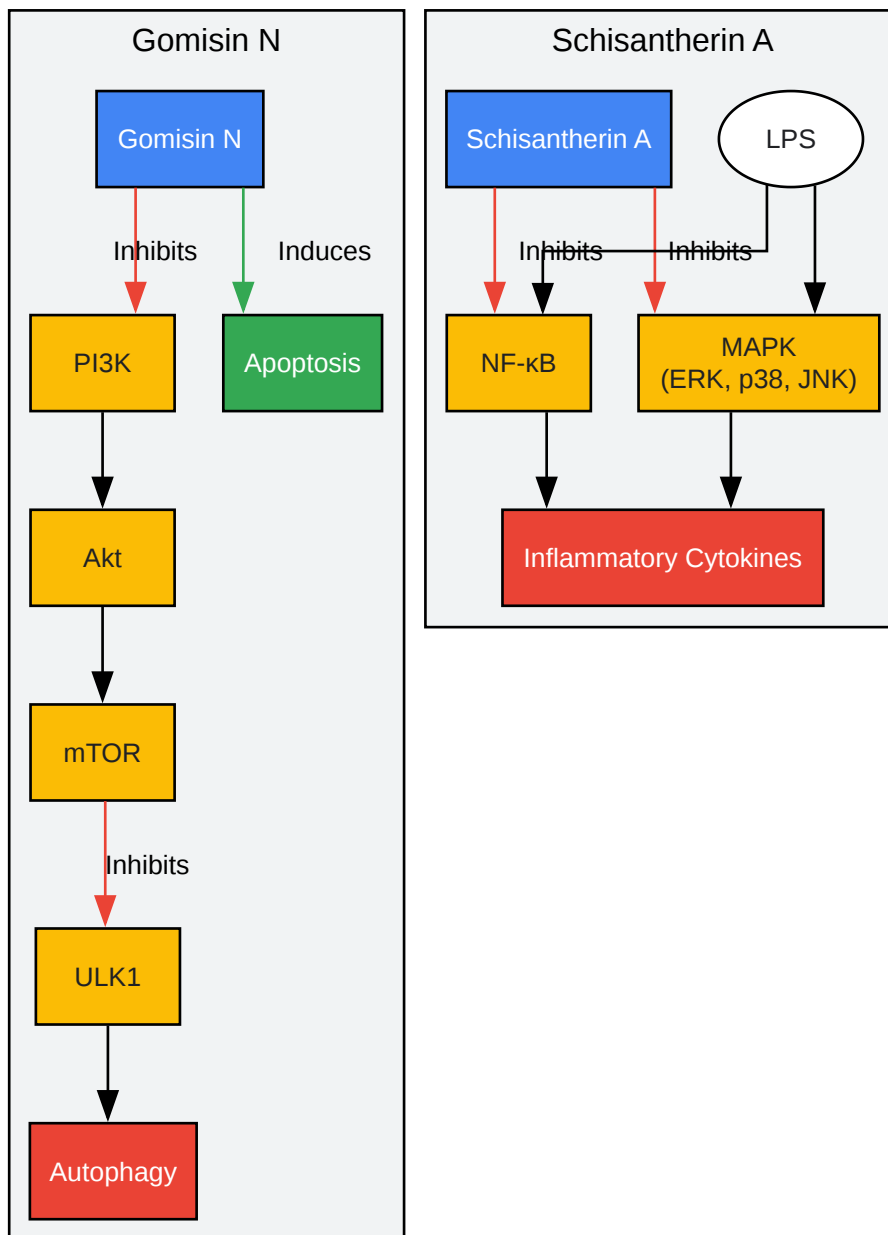 Gomisin N
Gomisin N
Inhibits
Induces
PI3K
Apoptosis
Akt
mTOR
Inhibits
ULK1
Autophagy
Schisantherin A
Schisantherin A
LPS
Inhibits
Inhibits
NF-κB
MAPK
(ERK, p38, JNK)
Inflammatory Cytokines